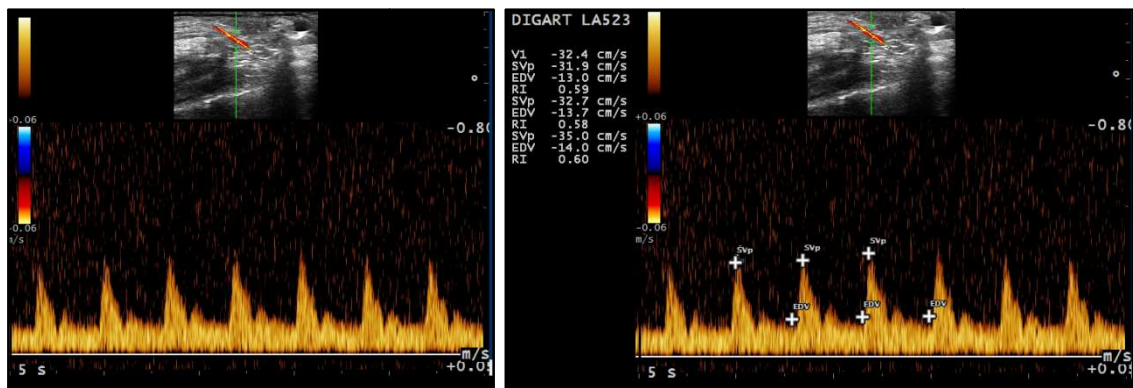 -0.06
-0.06
m/s
-0.80
m/s
+0.05
5 S
DIGART LA523
V1 -32.4 cm/s
SVp -31.9 cm/s
EDV -13.0 cm/s
RI 0.59
SVp -32.7 cm/s
EDV -13.7 cm/s
RI 0.58
SVp -35.0 cm/s
EDV -14.0 cm/s
RI 0.60
+0.06
-0.06
m/s
-0.80
SVp
SVp
SVp
EDV
EDV
EDV
m/s
+0.05
5 S